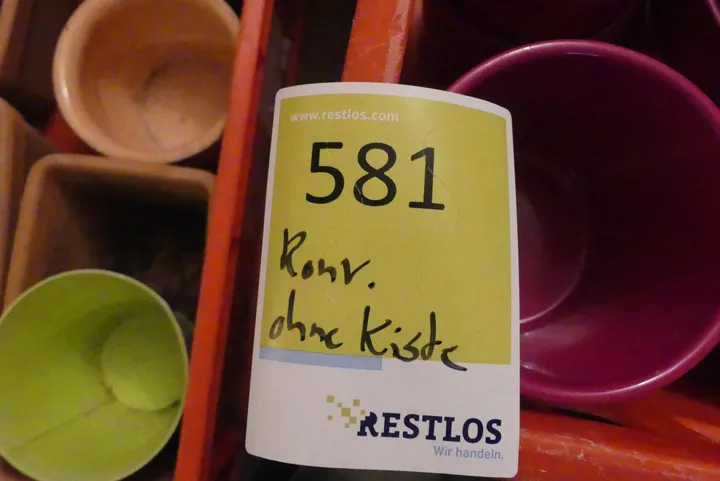 www.restlos.com
581
Konv.
ohne Kiste
RESTLOS
Wir handeln.